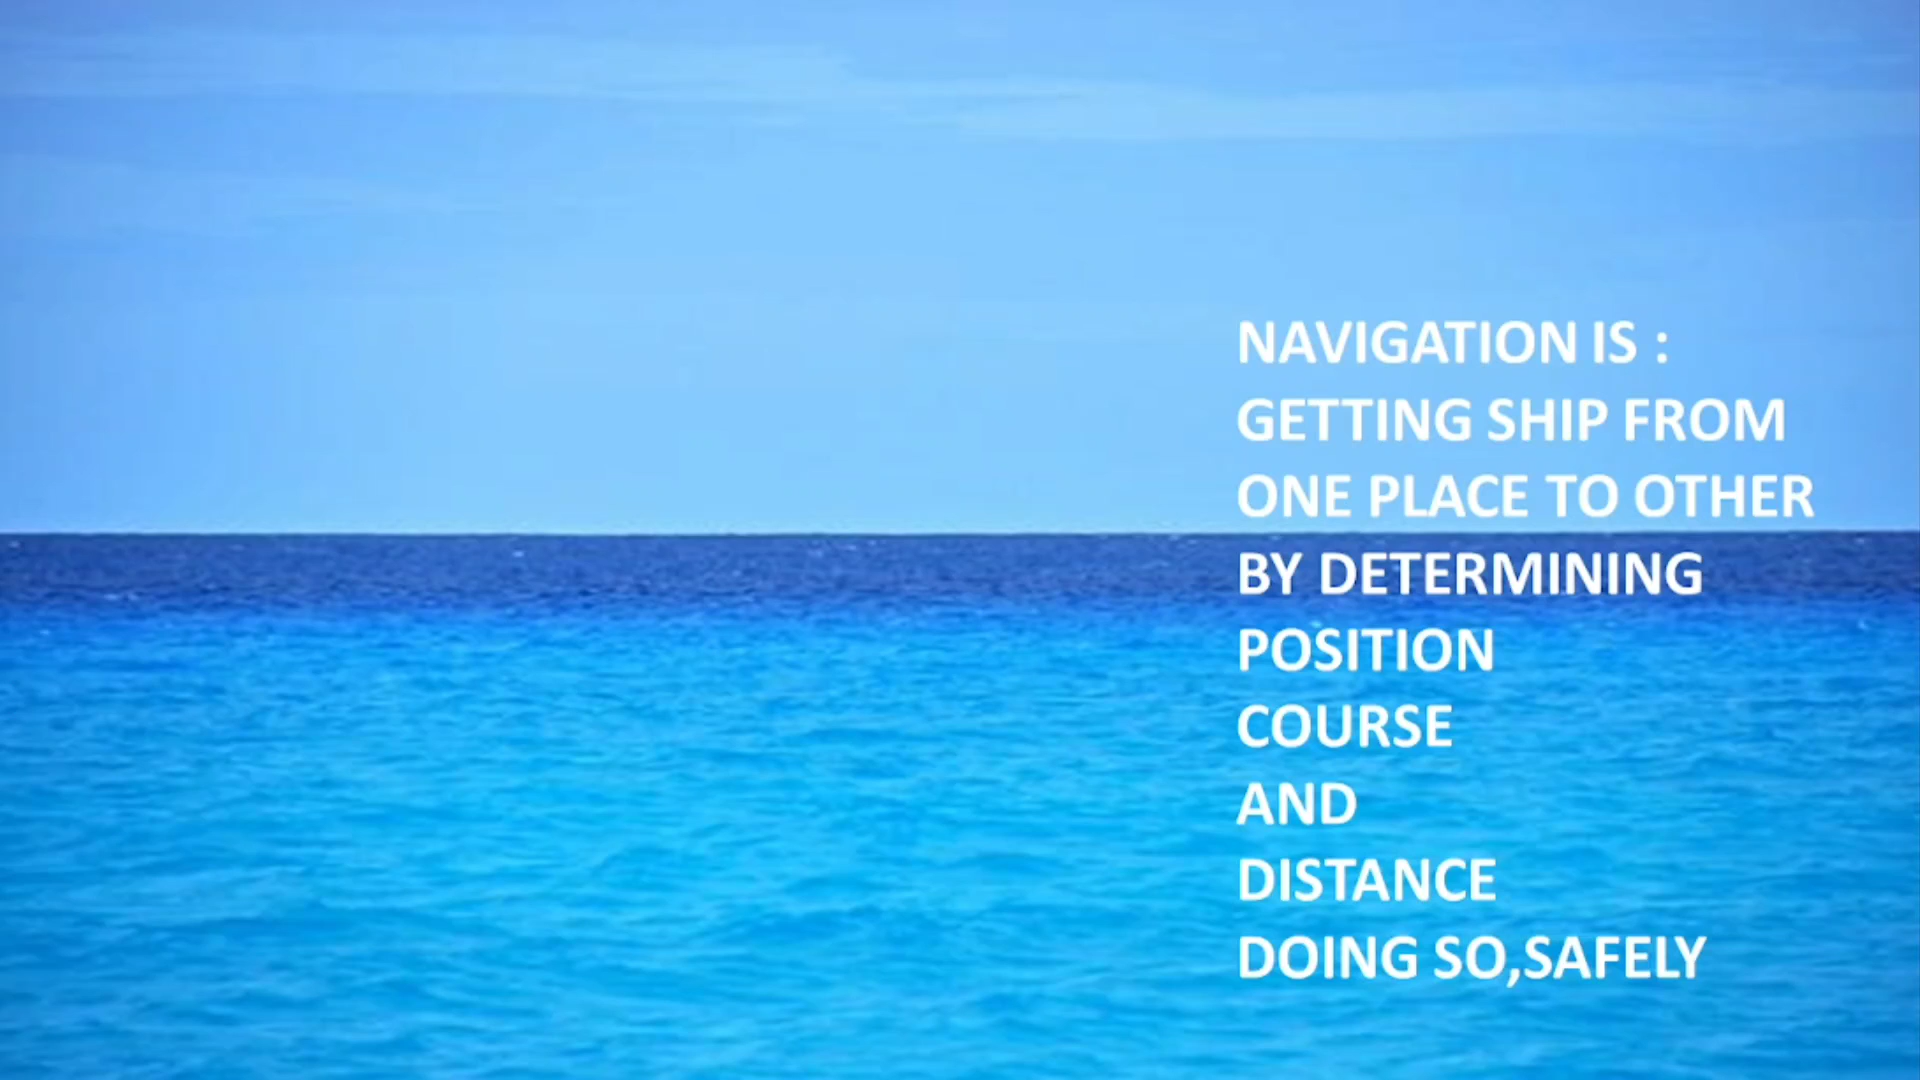 NAVIGATION IS :
GETTING SHIP FROM
ONE PLACE TO OTHER
BY DETERMINING
POSITION
COURSE
AND
DISTANCE
DOING SO,SAFELY